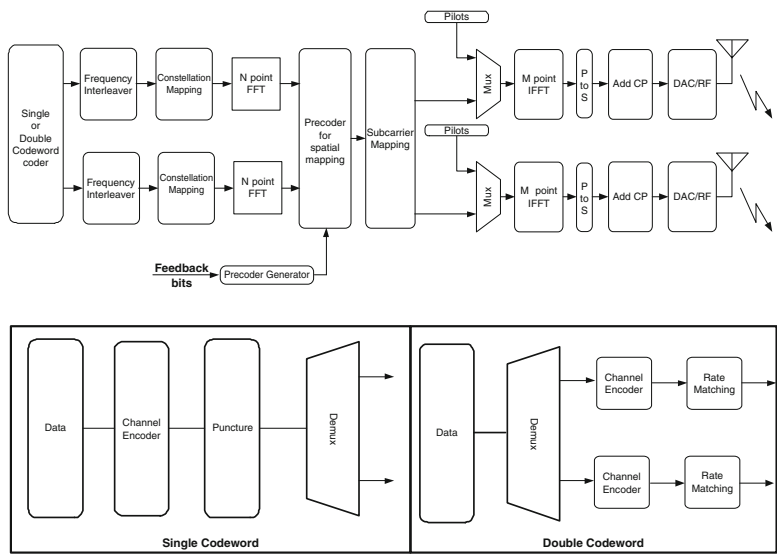 Single
or
Double
Codeword
coder
Frequency
Interleaver
Constellation
Mapping
N point
FFT
Frequency
Interleaver
Constellation
Mapping
N point
FFT
Precoder
for
spatial
mapping
Subcarrier
Mapping
Pilots
Mux
M point
IFFT
P
to
S
Add CP
DAC/RF
Pilots
Mux
M point
IFFT
P
to
S
Add CP
DAC/RF
Feedback
bits
Precoder Generator
Data
Channel
Encoder
Puncture
Demux
Single Codeword
Data
Demux
Channel
Encoder
Rate
Matching
Channel
Encoder
Rate
Matching
Double Codeword